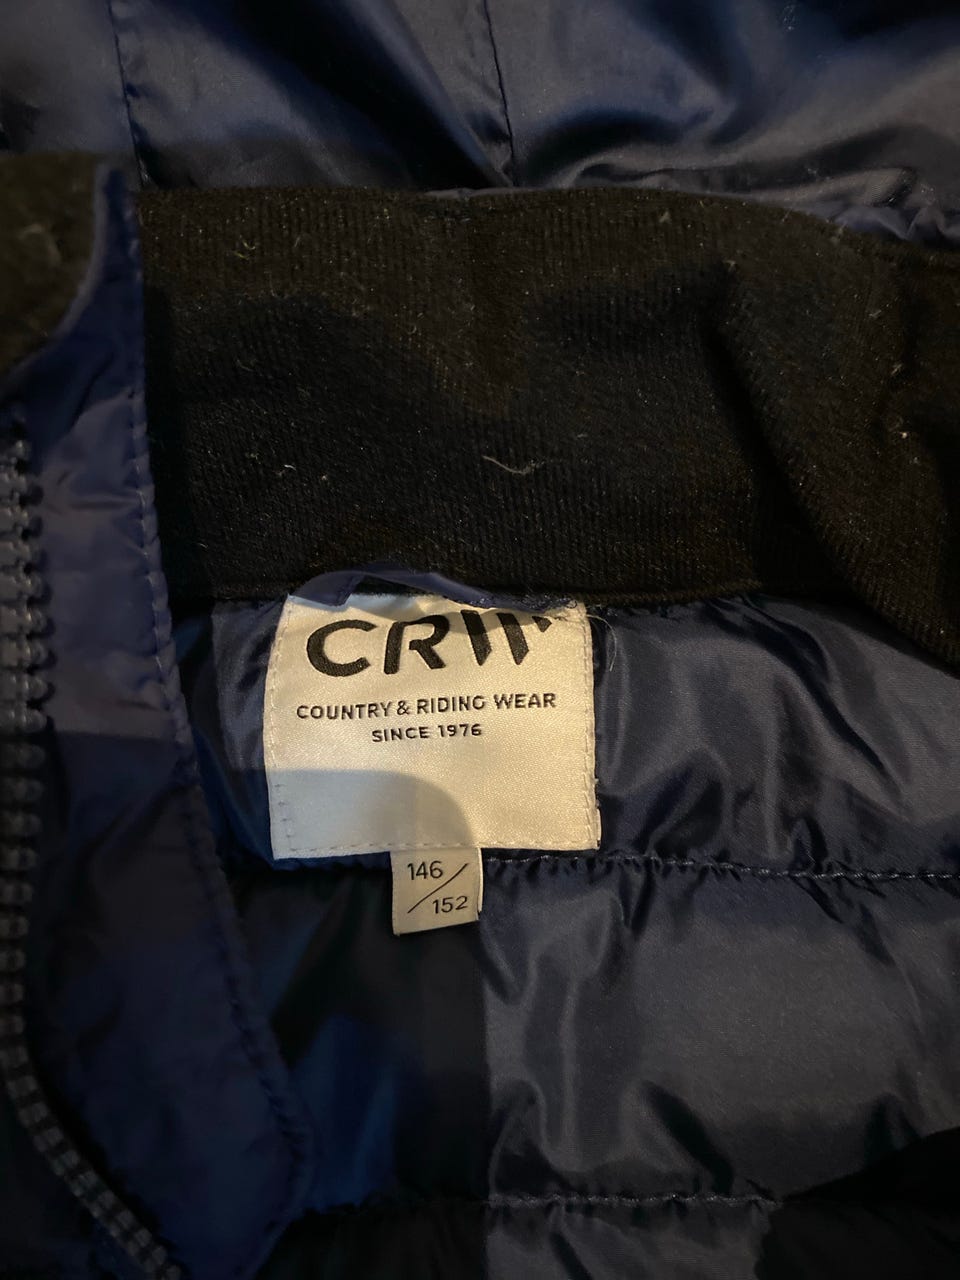 CRW
COUNTRY & RIDING WEAR
SINCE 1976
146/
152